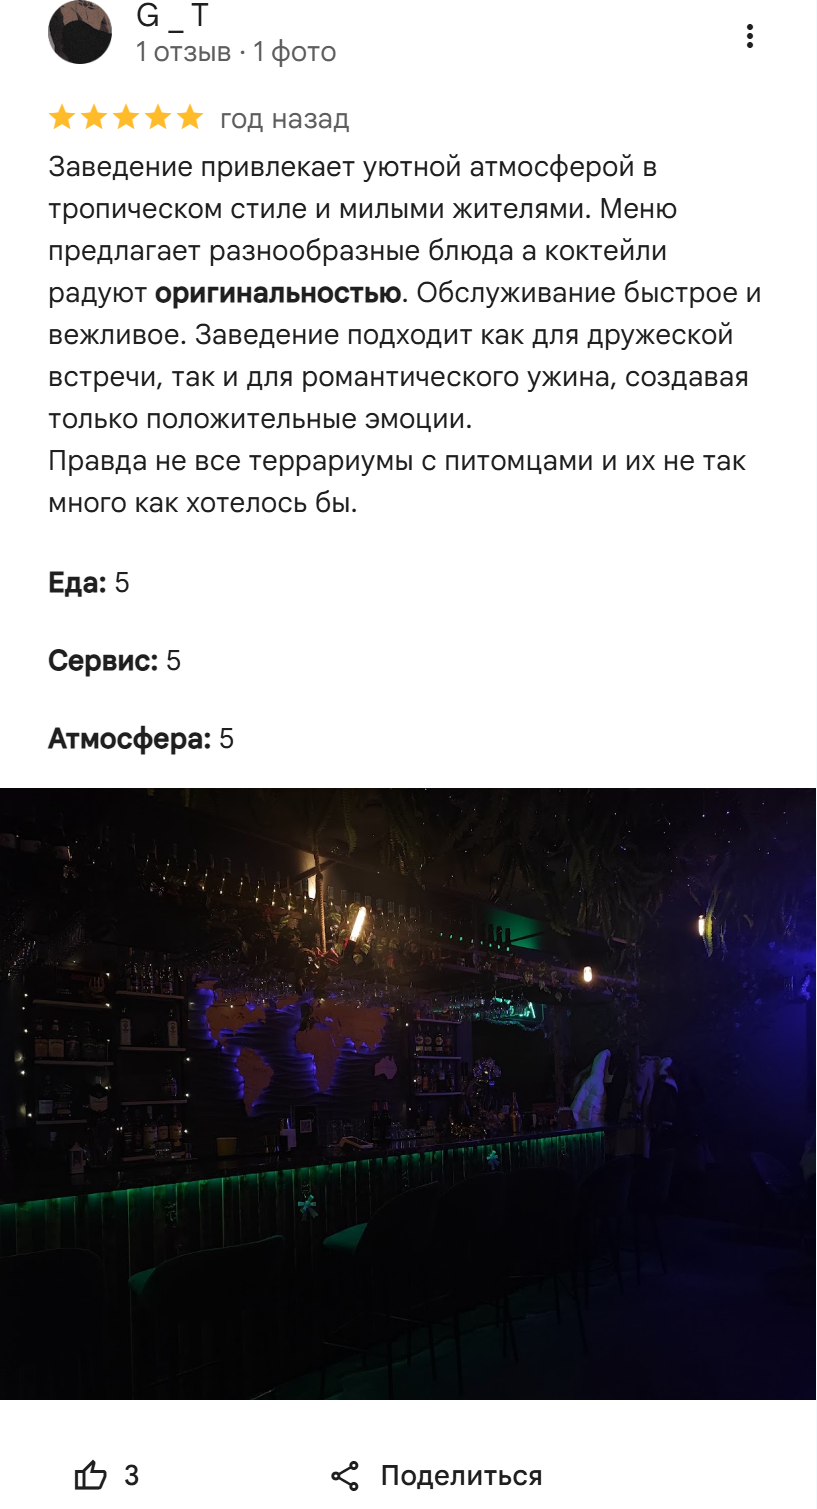 G _ T
1 отзыв · 1 фото
год назад
Заведение привлекает уютной атмосферой в
тропическом стиле и милыми жителями. Меню
предлагает разнообразные блюда а коктейли
радуют оригинальностью. Обслуживание быстрое и
вежливое. Заведение подходит как для дружеской
встречи, так и для романтического ужина, создавая
только положительные эмоции.
Правда не все террариумы с питомцами и их не так
много как хотелось бы.
Еда: 5
Сервис: 5
Атмосфера: 5
3
Поделиться